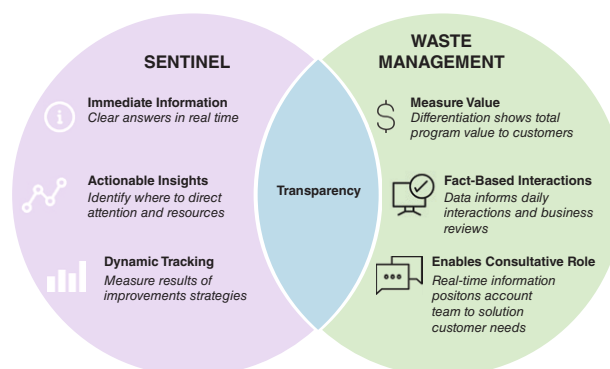 SENTINEL
Immediate Information
Clear answers in real time
Actionable Insights
Identify where to direct
attention and resources
Dynamic Tracking
Measure results of
improvements strategies
Transparency
WASTE
MANAGEMENT
$
Measure Value
Differentiation shows total
program value to customers
Fact-Based Interactions
Data informs daily
interactions and business
reviews
Enables Consultative Role
Real-time information
positons account
team to solution
customer needs